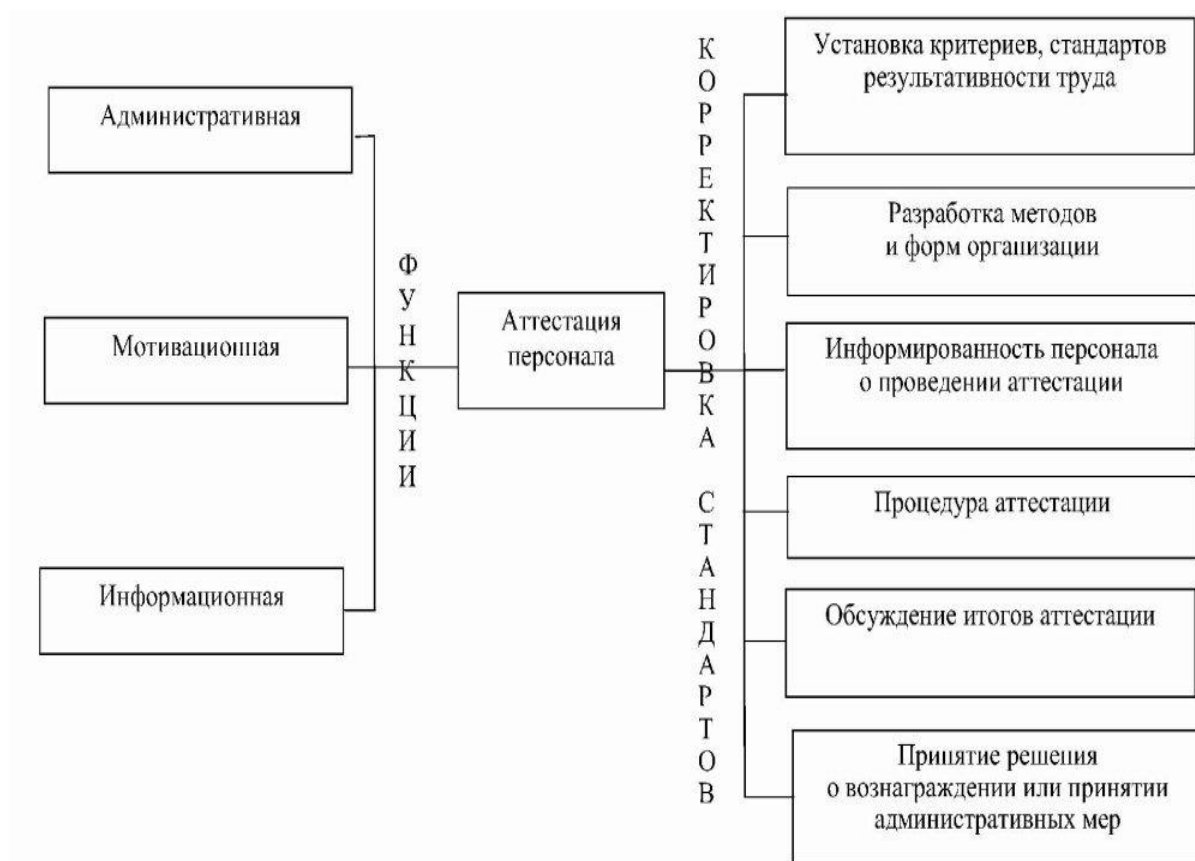 Административная
Мотивационная
Информационная
ФУНКЦИИ
Аттестация
персонала
КОРРЕКТИРОВКА СТАНДАРТОВ
Установка критериев, стандартов
результативности труда
Разработка методов
и форм организации
Информированность персонала
о проведении аттестации
Процедура аттестации
Обсуждение итогов аттестации
Принятие решения
о вознаграждении или принятии
административных мер